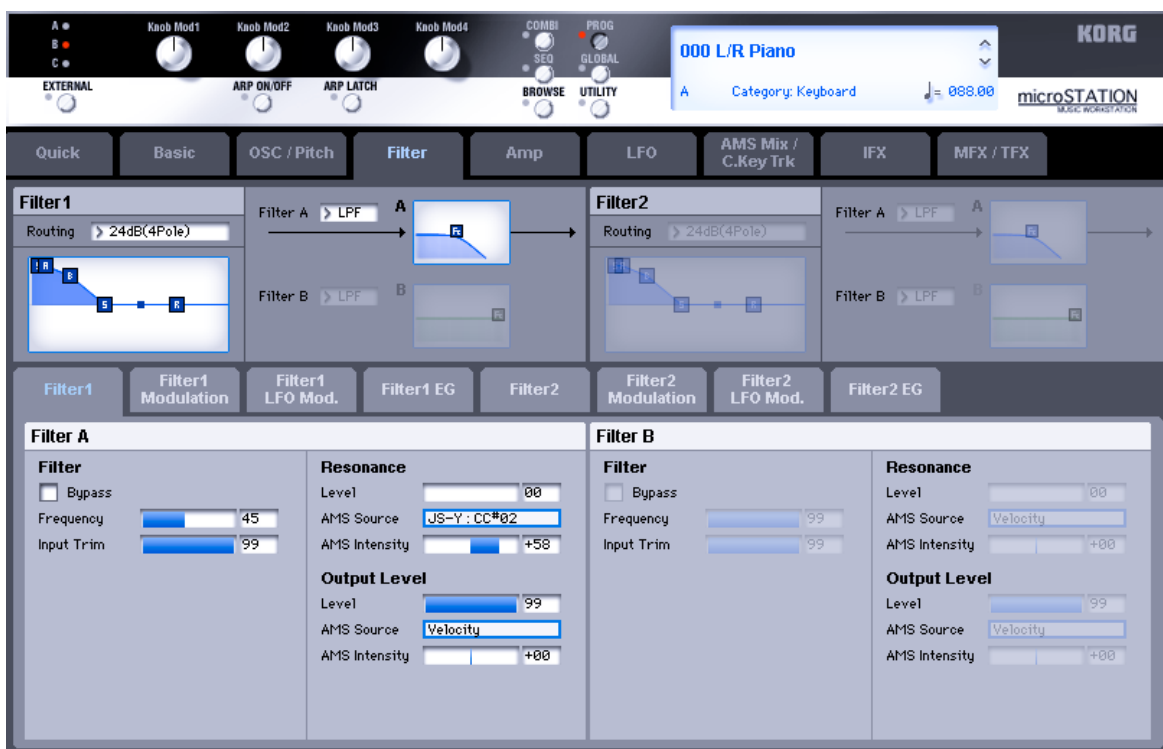 A Knob Mod1 Knob Mod2 Knob Mod3 Knob Mod4 COMBI PROG KORG
B
C SEQ GLOBAL
000 L/R Piano
EXTERNAL ARP ON/OFF ARP LATCH BROWSE UTILITY
A Category: Keyboard ♩= 088.00
microSTATION
MUSIC WORKSTATION
Quick Basic OSC / Pitch Filter Amp LFO AMS Mix / C.Key Trk IFX MFX / TFX
Filter1
Routing 24dB(4Pole)
A B S R
Filter A LPF A
Fc
Filter B LPF B
Fc
Filter2
Routing 24dB(4Pole)
Filter A LPF A
Fc
Filter B LPF B
Fc
Filter1
Filter1 Modulation
Filter1 LFO Mod.
Filter1 EG
Filter2
Filter2 Modulation
Filter2 LFO Mod.
Filter2 EG
Filter A
Filter
Bypass
Frequency 45
Input Trim 99
Resonance
Level 00
AMS Source JS-Y : CC#02
AMS Intensity +58
Output Level
Level 99
AMS Source Velocity
AMS Intensity +00
Filter B
Filter
Bypass
Frequency 99
Input Trim 99
Resonance
Level 00
AMS Source Velocity
AMS Intensity +00
Output Level
Level 99
AMS Source Velocity
AMS Intensity +00